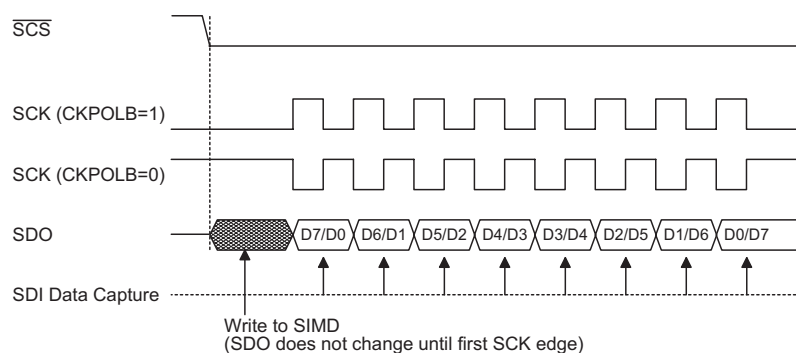 SCS
SCK (CKPOLB=1)
SCK (CKPOLB=0)
SDO
D7/D0 D6/D1 D5/D2 D4/D3 D3/D4 D2/D5 D1/D6 D0/D7
SDI Data Capture
Write to SIMD
(SDO does not change until first SCK edge)